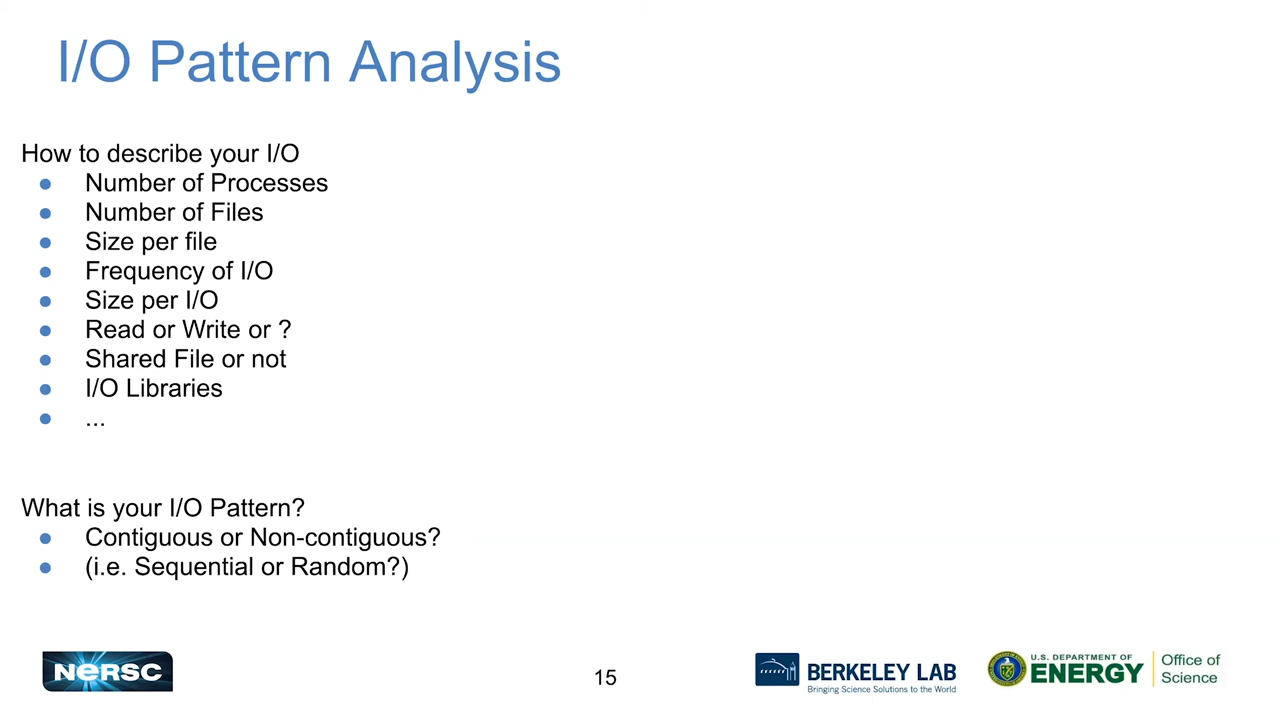 I/O Pattern Analysis
How to describe your I/O
● Number of Processes
● Number of Files
● Size per file
● Frequency of I/O
● Size per I/O
● Read or Write or ?
● Shared File or not
● I/O Libraries
● ...
What is your I/O Pattern?
● Contiguous or Non-contiguous?
● (i.e. Sequential or Random?)
NERSC
15
BERKELEY LAB
Bringing Science Solutions to the World
U.S. DEPARTMENT OF
ENERGY
Office of
Science